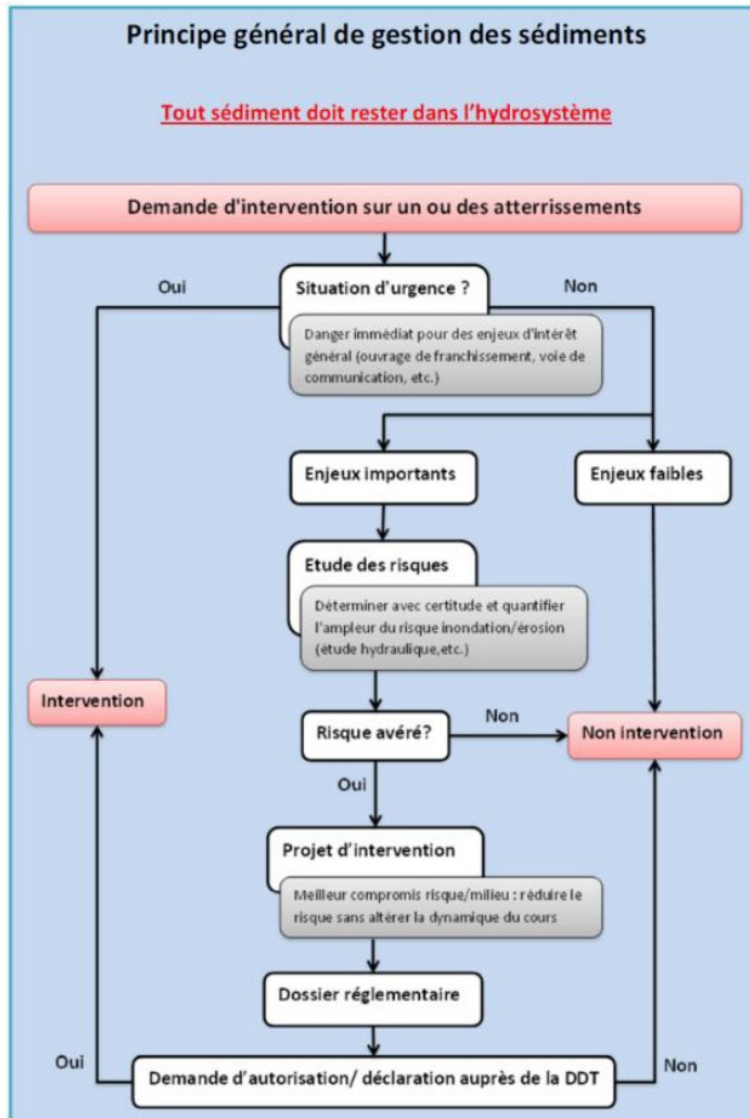 Principe général de gestion des sédiments
Tout sédiment doit rester dans l'hydrosystème
Demande d'intervention sur un ou des atterrissements
Oui
Situation d'urgence ?
Non
Danger immédiat pour des enjeux d'intérêt
général (ouvrage de franchissement, voie de
communication, etc.)
Enjeux importants
Enjeux faibles
Etude des risques
Déterminer avec certitude et quantifier
l'ampleur du risque inondation/érosion
(étude hydraulique,etc.)
Intervention
Risque avéré?
Non
Non intervention
Oui
Projet d'intervention
Meilleur compromis risque/milieu : réduire le
risque sans altérer la dynamique du cours
Dossier réglementaire
Oui
Demande d'autorisation/ déclaration auprès de la DDT
Non